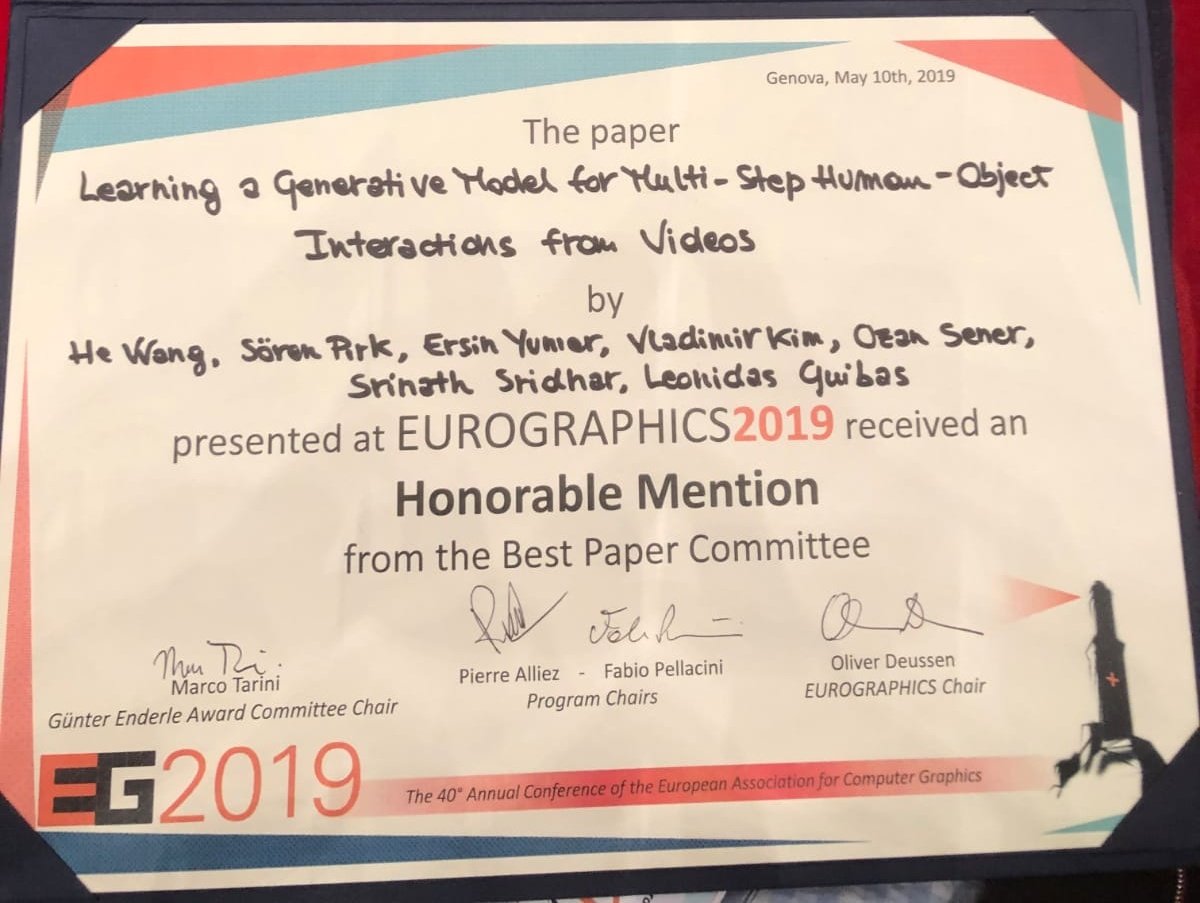 Genova, May 10th, 2019
The paper
Learning a Generative Model for Multi-Step Human-Object
Interactions from Videos
by
He Wang, Sören Pirk, Ersin Yumer, Vladimir Kim, Ozan Sener,
Srinath Sridhar, Leonidas Guibas
presented at EUROGRAPHICS2019 received an
Honorable Mention
from the Best Paper Committee
Marco Tarini
Günter Enderle Award Committee Chair
Pierre Alliez - Fabio Pellacini
Program Chairs
Oliver Deussen
EUROGRAPHICS Chair
EG2019
The 40° Annual Conference of the European Association for Computer Graphics